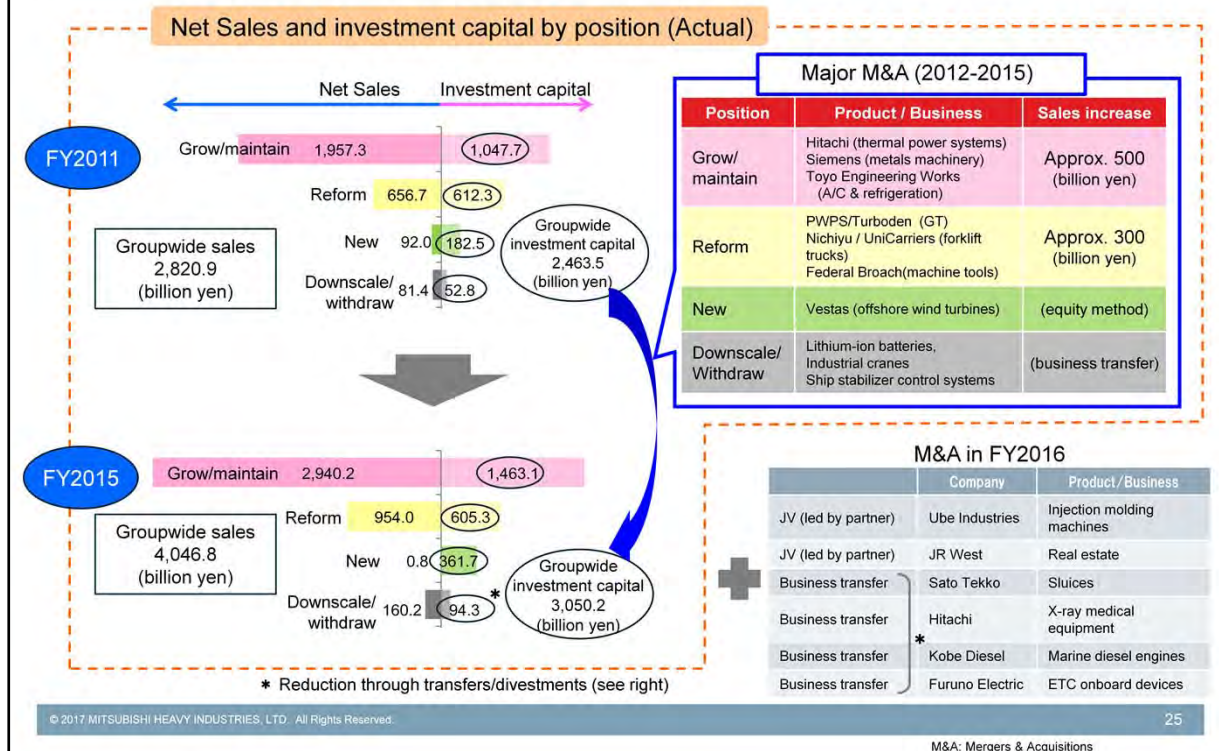 Net Sales and investment capital by position (Actual)
Net Sales
Investment capital
FY2011
Grow/maintain
1,957.3
1,047.7
Reform
656.7
612.3
New
92.0
182.5
Downscale/
withdraw
81.4
52.8
Groupwide sales
2,820.9
(billion yen)
Groupwide
investment capital
2,463.5
(billion yen)
FY2015
Grow/maintain
2,940.2
1,463.1
Reform
954.0
605.3
New
0.8
361.7
Downscale/
withdraw
160.2
94.3
*
Groupwide sales
4,046.8
(billion yen)
Groupwide
investment capital
3,050.2
(billion yen)
* Reduction through transfers/divestments (see right)
Major M&A (2012-2015)
Position Product / Business Sales increase
Grow/
maintain
Hitachi (thermal power systems)
Siemens (metals machinery)
Toyo Engineering Works
(A/C & refrigeration)
Approx. 500
(billion yen)
Reform
PWPS/Turboden (GT)
Nichiyu / UniCarriers (forklift
trucks)
Federal Broach(machine tools)
Approx. 300
(billion yen)
New
Vestas (offshore wind turbines)
(equity method)
Downscale/
Withdraw
Lithium-ion batteries,
Industrial cranes
Ship stabilizer control systems
(business transfer)
M&A in FY2016
Company Product/Business
JV (led by partner)
Ube Industries
Injection molding
machines
JV (led by partner)
JR West
Real estate
Business transfer
Sato Tekko
Sluices
Business transfer
Hitachi
X-ray medical
equipment
*
Business transfer
Kobe Diesel
Marine diesel engines
Business transfer
Furuno Electric
ETC onboard devices
© 2017 MITSUBISHI HEAVY INDUSTRIES, LTD. All Rights Reserved.
25
M&A: Mergers & Acquisitions